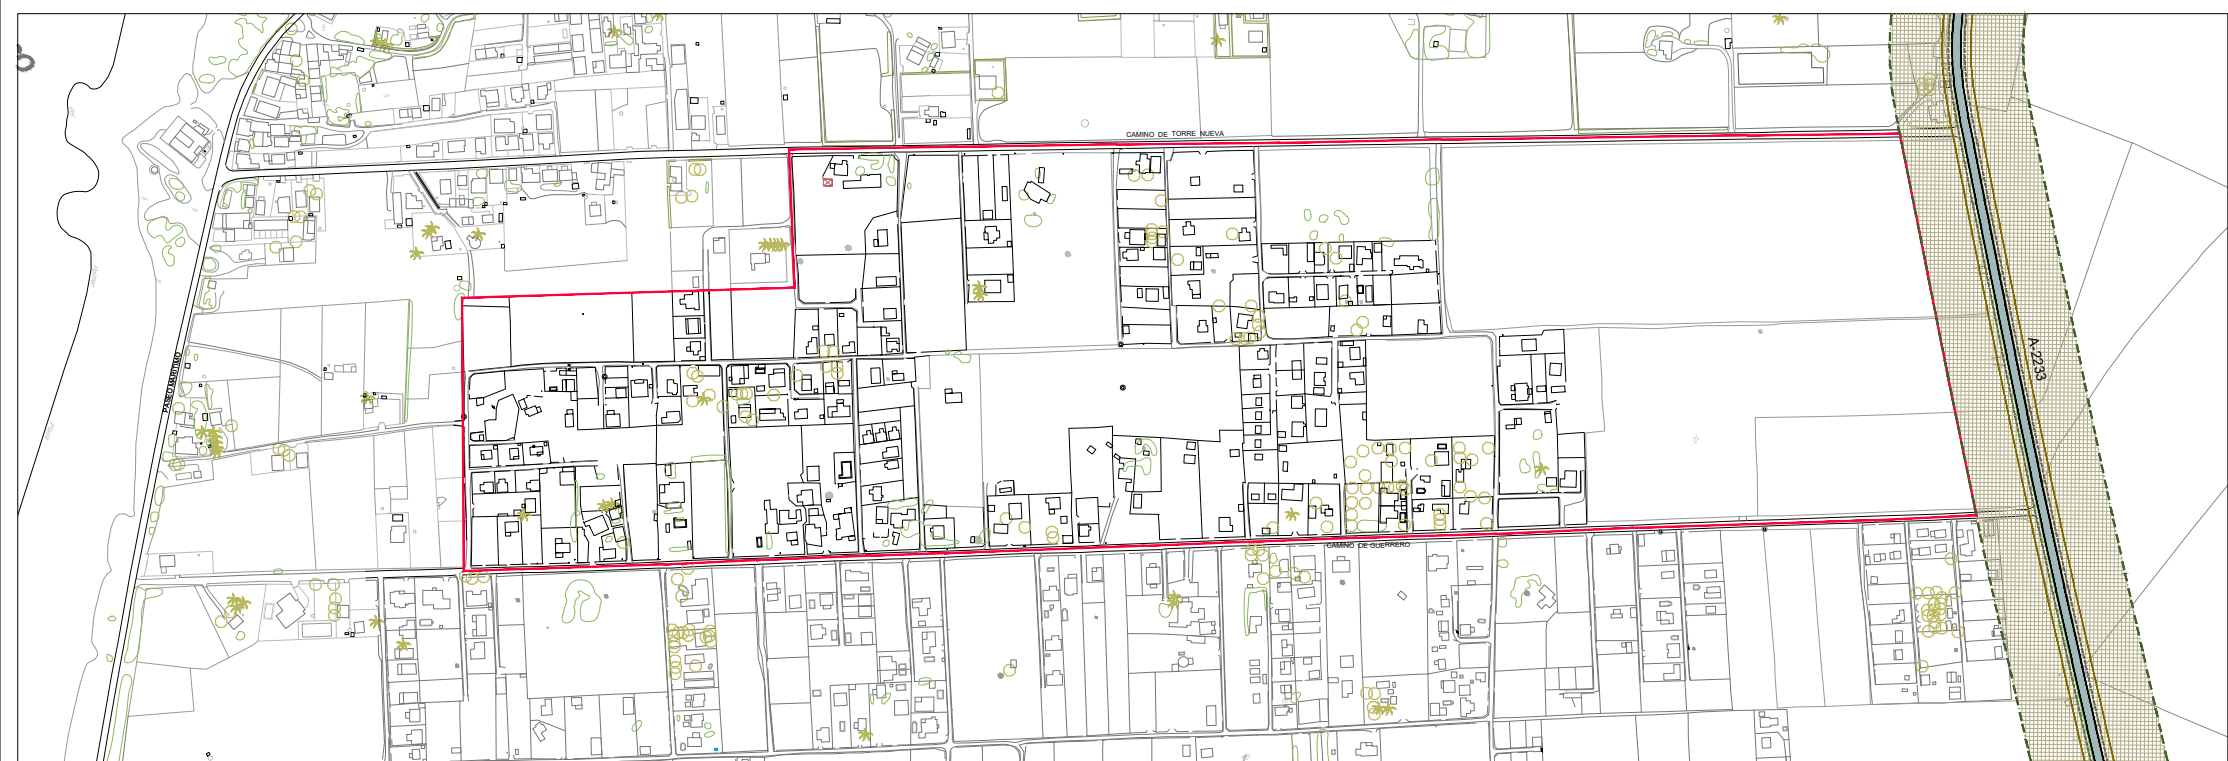 CAMINO DE TORRE NUEVA
PASEO MARITIMO
A-2233
CAMINO DE GUERRERO